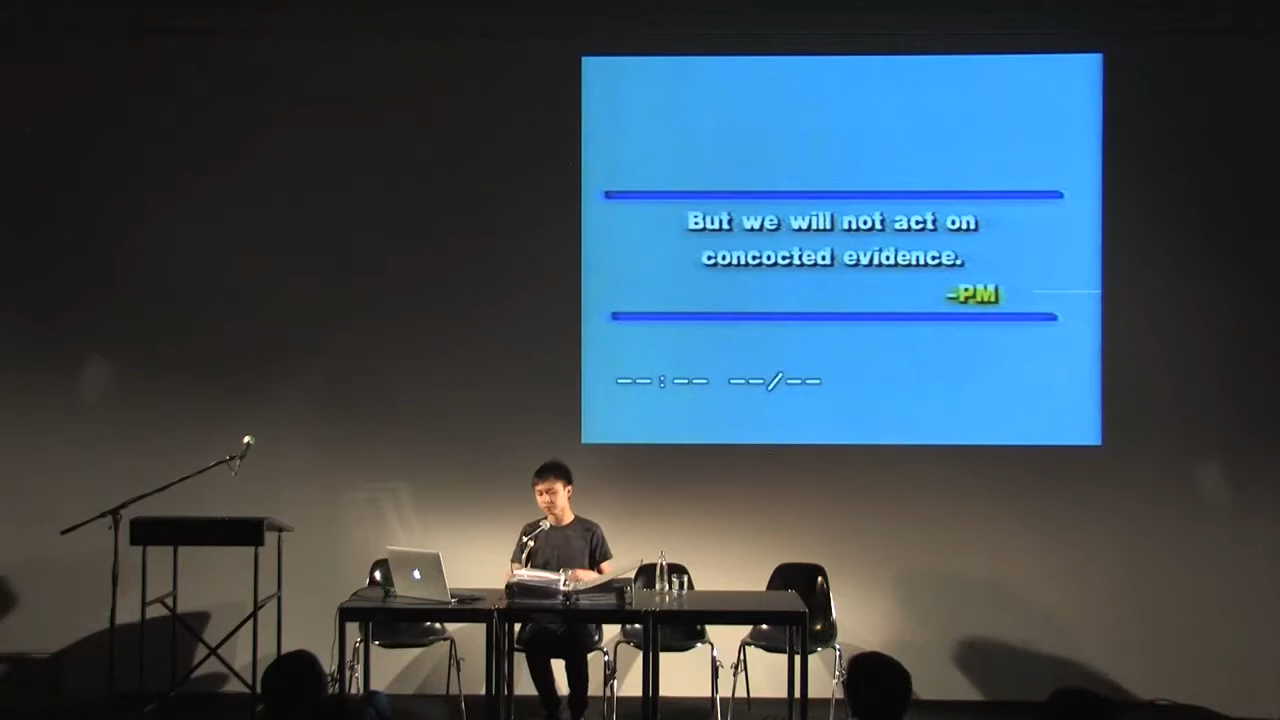 But we will not act on
concocted evidence.
-PM
--:-- --/--